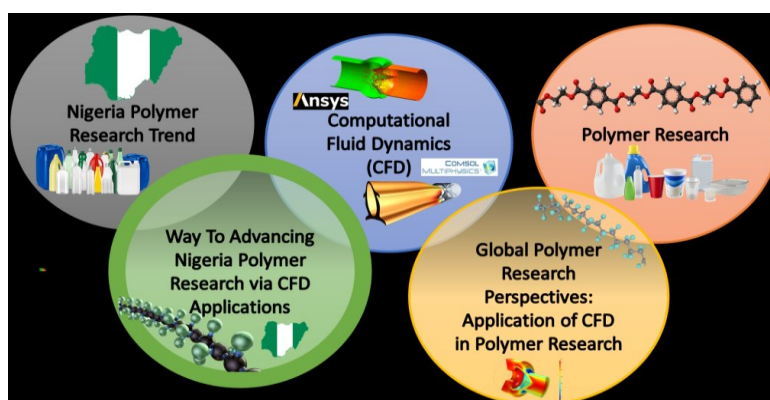 Nigeria Polymer
Research Trend
Ansys
Computational
Fluid Dynamics
(CFD)
COMSOL
MULTIPHYSICS
Polymer Research
Way To Advancing
Nigeria Polymer
Research via CFD
Applications
Global Polymer
Research
Perspectives:
Application of CFD
in Polymer Research